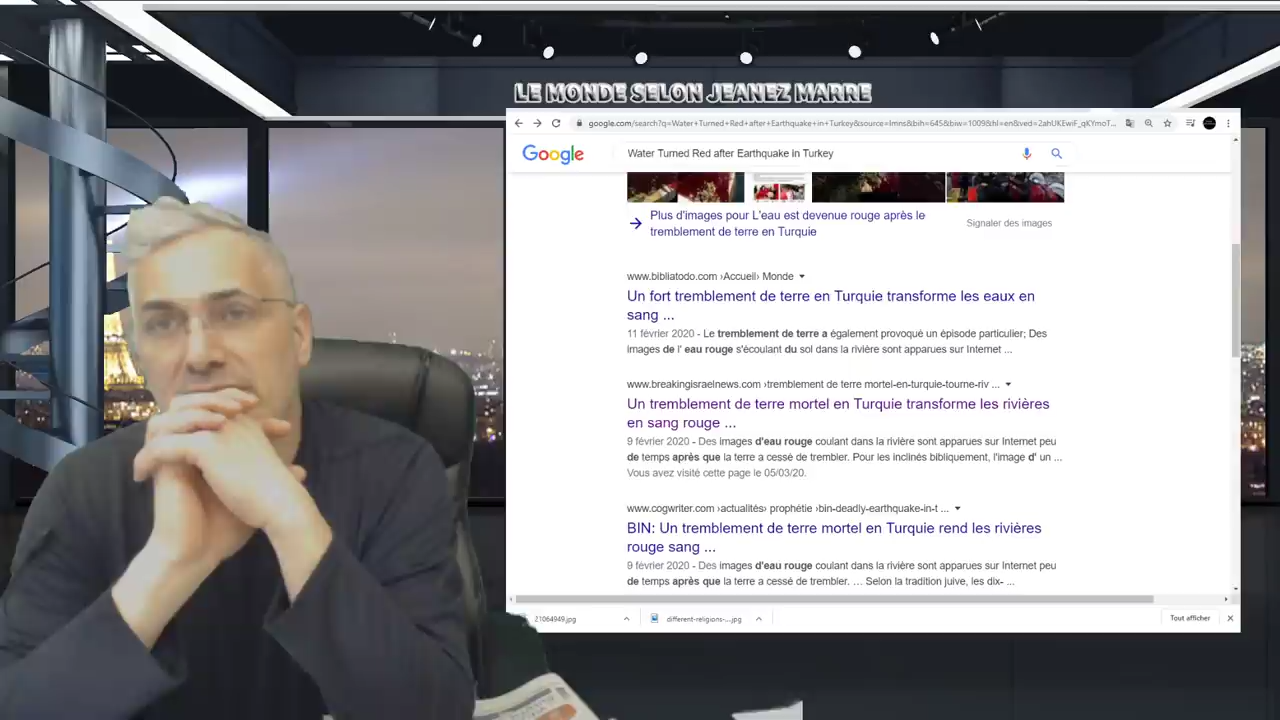 LE MONDE SELON JEANEZ MARRE
google.com/search?q=Water+Turned+Red+after+Earthquake+in+Turkey&source=lmns&bih=645&biw=1009&hl=en&ved=2ahUKEwiF_qKYmoT...
Google
Water Turned Red after Earthquake in Turkey
Plus d'images pour L'eau est devenue rouge après le
tremblement de terre en Turquie
Signaler des images
www.bibliatodo.com ›Accueil› Monde
Un fort tremblement de terre en Turquie transforme les eaux en
sang ...
11 février 2020 - Le tremblement de terre a également provoqué un épisode particulier; Des
images de l' eau rouge s'écoulant du sol dans la rivière sont apparues sur Internet ...
www.breakingisraelnews.com ›tremblement de terre mortel-en-turquie-tourne-riv ...
Un tremblement de terre mortel en Turquie transforme les rivières
en sang rouge ...
9 février 2020 - Des images d'eau rouge coulant dans la rivière sont apparues sur Internet peu
de temps après que la terre a cessé de trembler. Pour les inclinés bibliquement, l'image d' un ...
Vous avez visité cette page le 05/03/20.
www.cogwriter.com ›actualités› prophétie ›bin-deadly-earthquake-in-t ...
BIN: Un tremblement de terre mortel en Turquie rend les rivières
rouge sang ...
9 février 2020 - Des images d'eau rouge coulant dans la rivière sont apparues sur Internet peu
de temps après que la terre a cessé de trembler. ... Selon la tradition juive, les dix- ...
21064949.jpg
different-religions-...jpg
Tout afficher